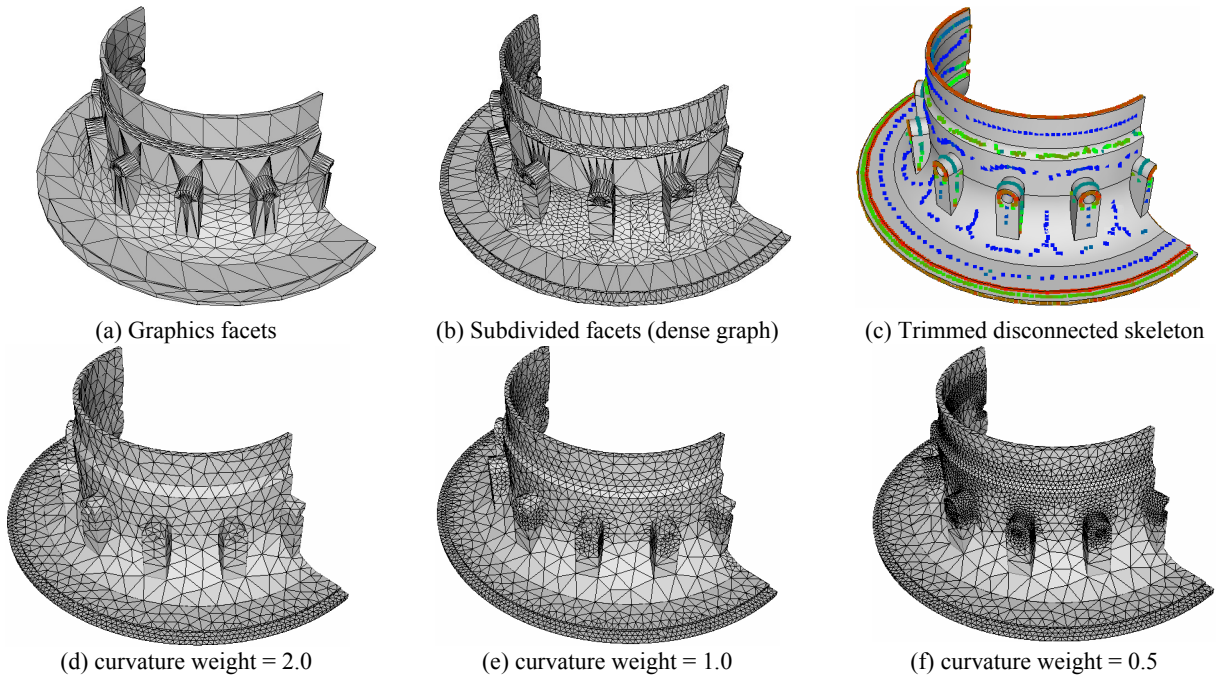 (a) Graphics facets
(b) Subdivided facets (dense graph)
(c) Trimmed disconnected skeleton
(d) curvature weight = 2.0
(e) curvature weight = 1.0
(f) curvature weight = 0.5